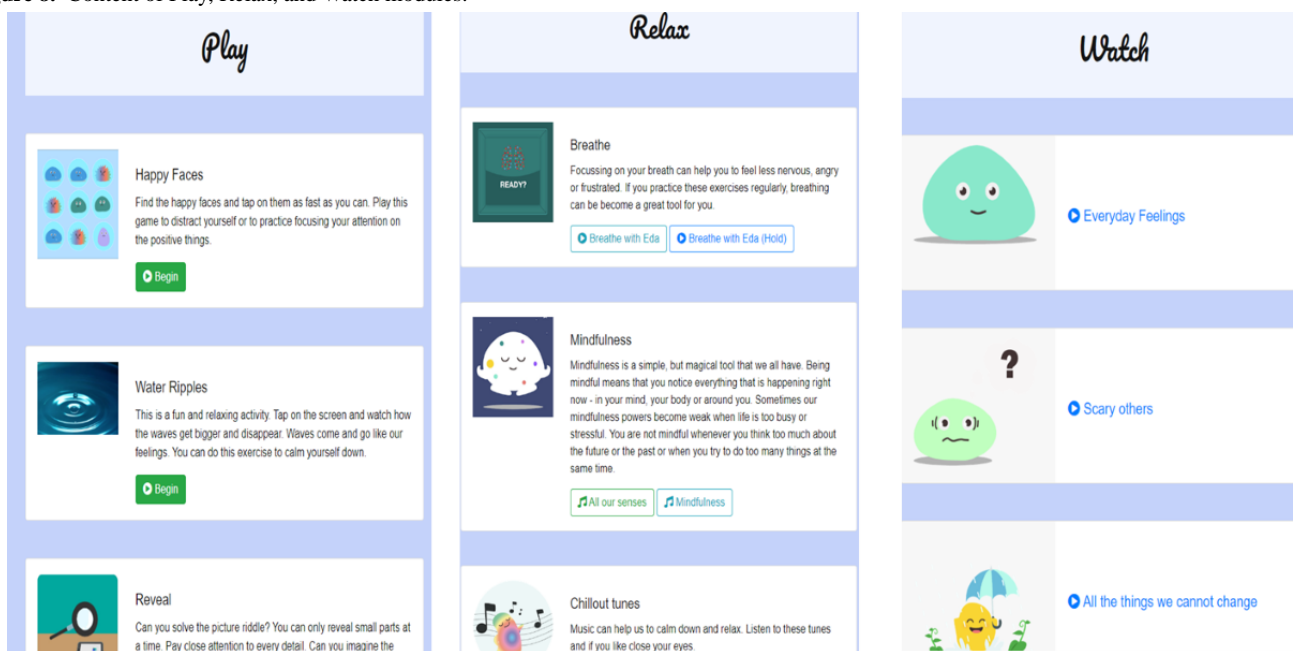 Content of Play, Relax, and Watch modules.
Play
Happy Faces
Find the happy faces and tap on them as fast as you can. Play this
game to distract yourself or to practice focusing your attention on
the positive things.
Begin
Water Ripples
This is a fun and relaxing activity. Tap on the screen and watch how
the waves get bigger and disappear. Waves come and go like our
feelings. You can do this exercise to calm yourself down.
Begin
Reveal
Can you solve the picture riddle? You can only reveal small parts at
a time. Pay close attention to every detail. Can you imagine the
Relax
READY?
Breathe
Focussing on your breath can help you to feel less nervous, angry
or frustrated. If you practice these exercises regularly, breathing
can be become a great tool for you.
Breathe with Eda
Breathe with Eda (Hold)
Mindfulness
Mindfulness is a simple, but magical tool that we all have. Being
mindful means that you notice everything that is happening right
now - in your mind, your body or around you. Sometimes our
mindfulness powers become weak when life is too busy or
stressful. You are not mindful whenever you think too much about
the future or the past or when you try to do too many things at the
same time.
All our senses
Mindfulness
Chillout tunes
Music can help us to calm down and relax. Listen to these tunes
and if you like close your eyes.
Watch
Everyday Feelings
?
Scary others
All the things we cannot change